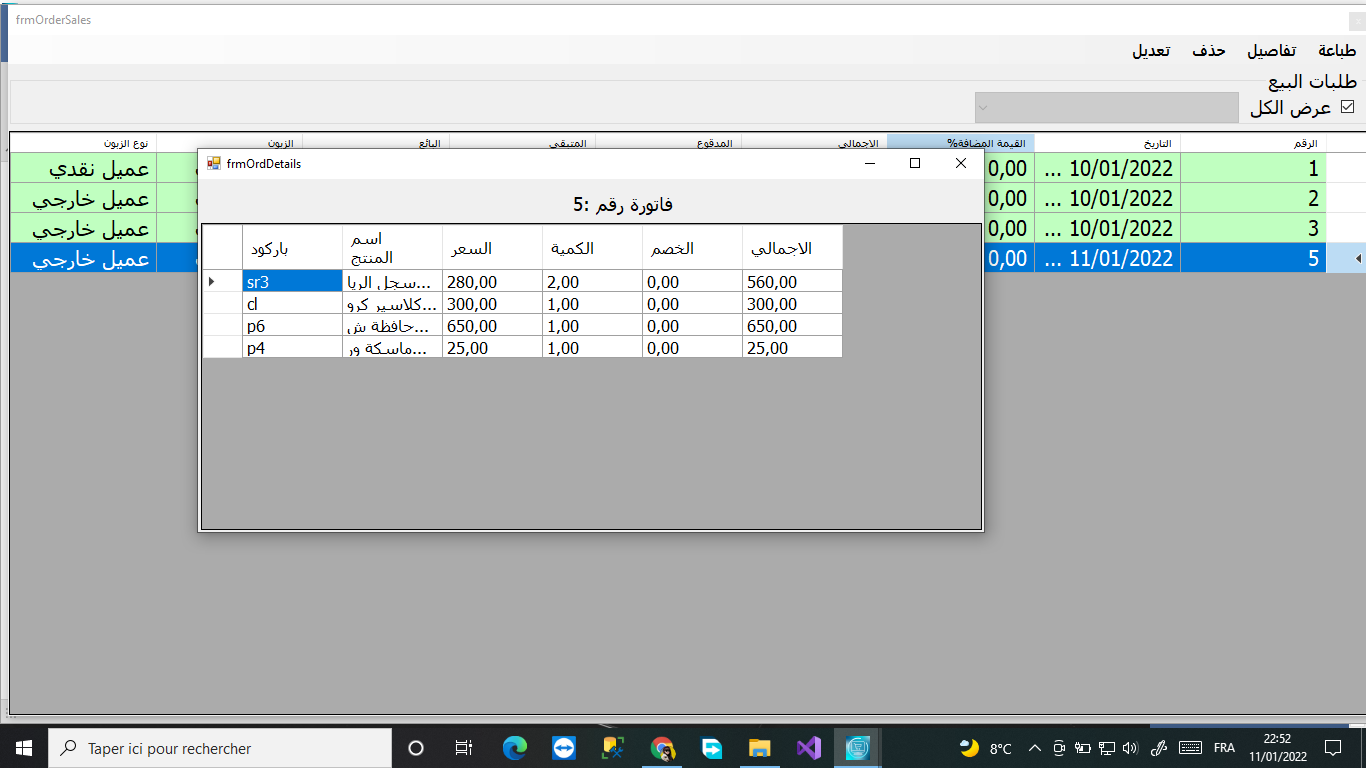 frmOrderSales
طباعة تفاصيل حذف تعديل
طلبات البيع
عرض الكل
الرقم التاريخ القيمة المضافة% الاجمالي المدفوع المتبقي البائع الزبون نوع الزبون
1 10/01/2022 ... 0,00 عميل نقدي
2 10/01/2022 ... 0,00 عميل خارجي
3 10/01/2022 ... 0,00 عميل خارجي
5 11/01/2022 ... 0,00 عميل خارجي
frmOrdDetails
فاتورة رقم :5
باركود اسم المنتج السعر الكمية الخصم الاجمالي
sr3 سجل الريا... 280,00 2,00 0,00 560,00
cl كلاسير كرو... 300,00 1,00 0,00 300,00
p6 حافظة ش... 650,00 1,00 0,00 650,00
p4 ماسكة ور... 25,00 1,00 0,00 25,00
Taper ici pour rechercher
8°C
FRA
22:52
11/01/2022